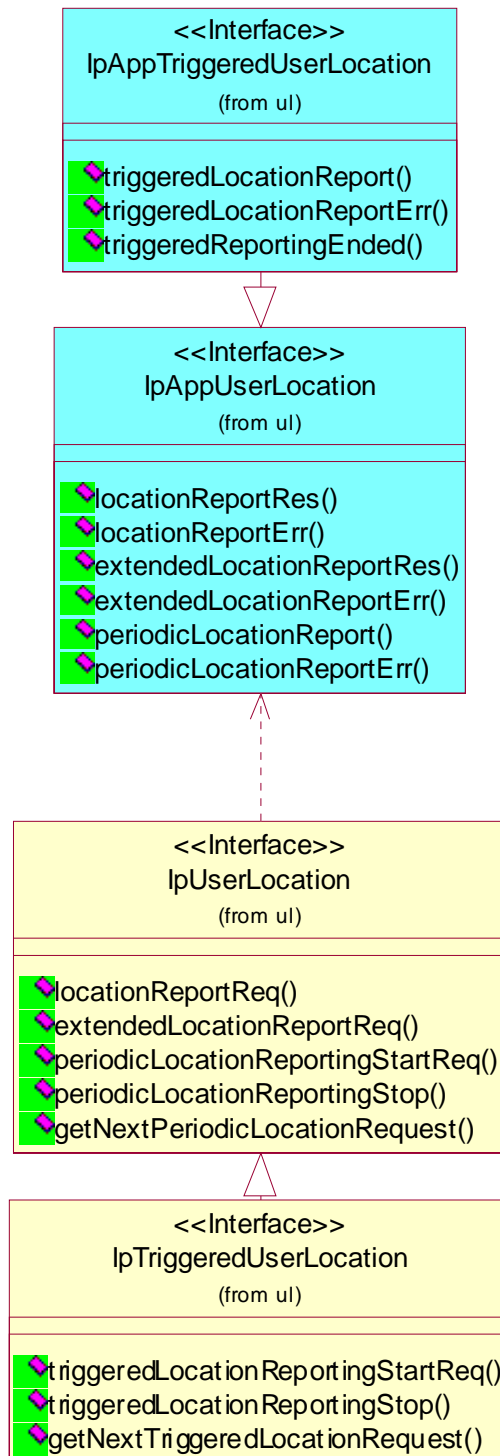 <<Interface>>
IpAppTriggeredUserLocation
(from ul)
triggeredLocationReport()
triggeredLocationReportErr()
triggeredReportingEnded()
<<Interface>>
IpAppUserLocation
(from ul)
locationReportRes()
locationReportErr()
extendedLocationReportRes()
extendedLocationReportErr()
periodicLocationReport()
periodicLocationReportErr()
<<Interface>>
IpUserLocation
(from ul)
locationReportReq()
extendedLocationReportReq()
periodicLocationReportingStartReq()
periodicLocationReportingStop()
getNextPeriodicLocationRequest()
<<Interface>>
IpTriggeredUserLocation
(from ul)
triggeredLocationReportingStartReq()
triggeredLocationReportingStop()
getNextTriggeredLocationRequest()